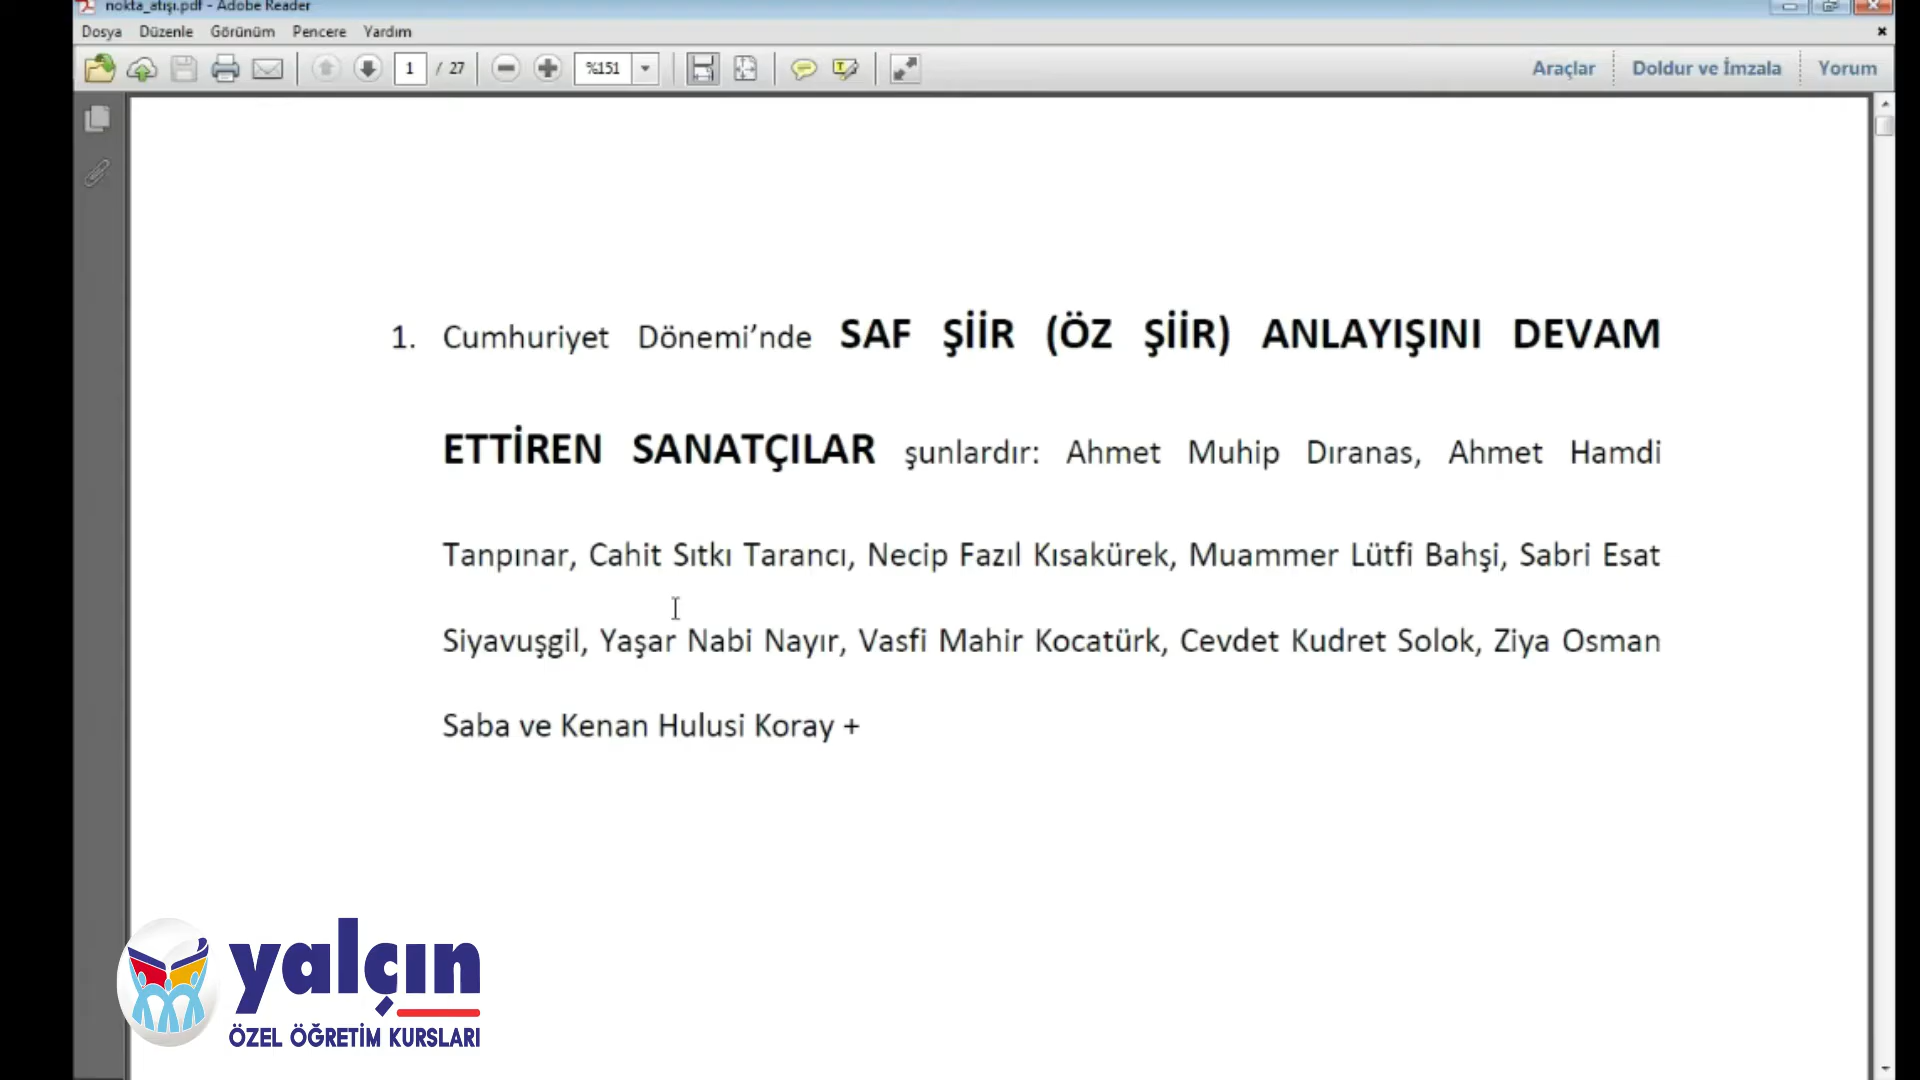 nokta_atışı.pdf - Adobe Reader
Dosya Düzenle Görünüm Pencere Yardım
1 / 27 %151 Araçlar Doldur ve İmzala Yorum
1. Cumhuriyet Dönemi’nde SAF ŞİİR (ÖZ ŞİİR) ANLAYIŞINI DEVAM
ETTİREN SANATÇILAR şunlardır: Ahmet Muhip Dıranas, Ahmet Hamdi
Tanpınar, Cahit Sıtkı Tarancı, Necip Fazıl Kısakürek, Muammer Lütfi Bahşi, Sabri Esat
Siyavuşgil, Yaşar Nabi Nayır, Vasfi Mahir Kocatürk, Cevdet Kudret Solok, Ziya Osman
Saba ve Kenan Hulusi Koray +
yalçın
ÖZEL ÖĞRETİM KURSLARI